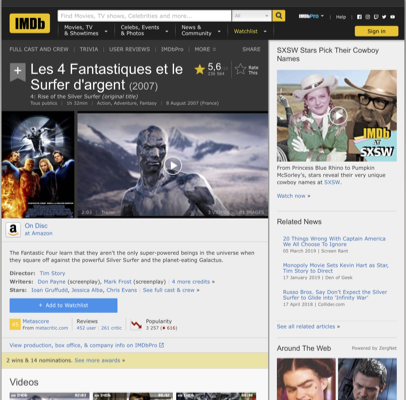 IMDb
Find Movies, TV shows, Celebrities and more...
All
IMDbPro
Help
Movies, TV
& Showtimes
Celebs, Events
& Photos
News &
Community
Watchlist
Sign in
FULL CAST AND CREW | TRIVIA | USER REVIEWS | IMDbPro | MORE
SHARE
Les 4 Fantastiques et le
Surfer d'argent (2007)
4: Rise of the Silver Surfer (original title)
Tous publics | 1h 32min | Action, Adventure, Fantasy | 8 August 2007 (France)
5,6
Rate
This
2:01 Trailer
On Disc
at Amazon
The Fantastic Four learn that they aren't the only super-powered beings in the universe when
they square off against the powerful Silver Surfer and the planet-eating Galactus.
Director: Tim Story
Writers: Don Payne (screenplay), Mark Frost (screenplay) | 4 more credits »
Stars: Ioan Gruffudd, Jessica Alba, Chris Evans | See full cast & crew »
+ Add to Watchlist
Metascore
From metacritic.com
Reviews
452 user | 261 critic
Popularity
3 257 (616)
View production, box office, & company info on IMDbPro
2 wins & 14 nominations. See more awards »
Videos
SXSW Stars Pick Their Cowboy
Names
IMDb
AT
SXSW
From Princess Blue Rhino to Pumpkin
McSorley's, stars reveal their very unique
cowboy names at SXSW.
Watch now »
Related News
20 Things Wrong With Captain America
We All Choose To Ignore
05 March 2019 | Screen Rant
Monopoly Movie Sets Kevin Hart as Star,
Tim Story to Direct
17 January 2019 | Den of Geek
Russo Bros. Say Don't Expect the Silver
Surfer to Glide into 'Infinity War'
17 April 2018 | Collider.com
See all related articles »
Around The Web
Powered by ZergNet